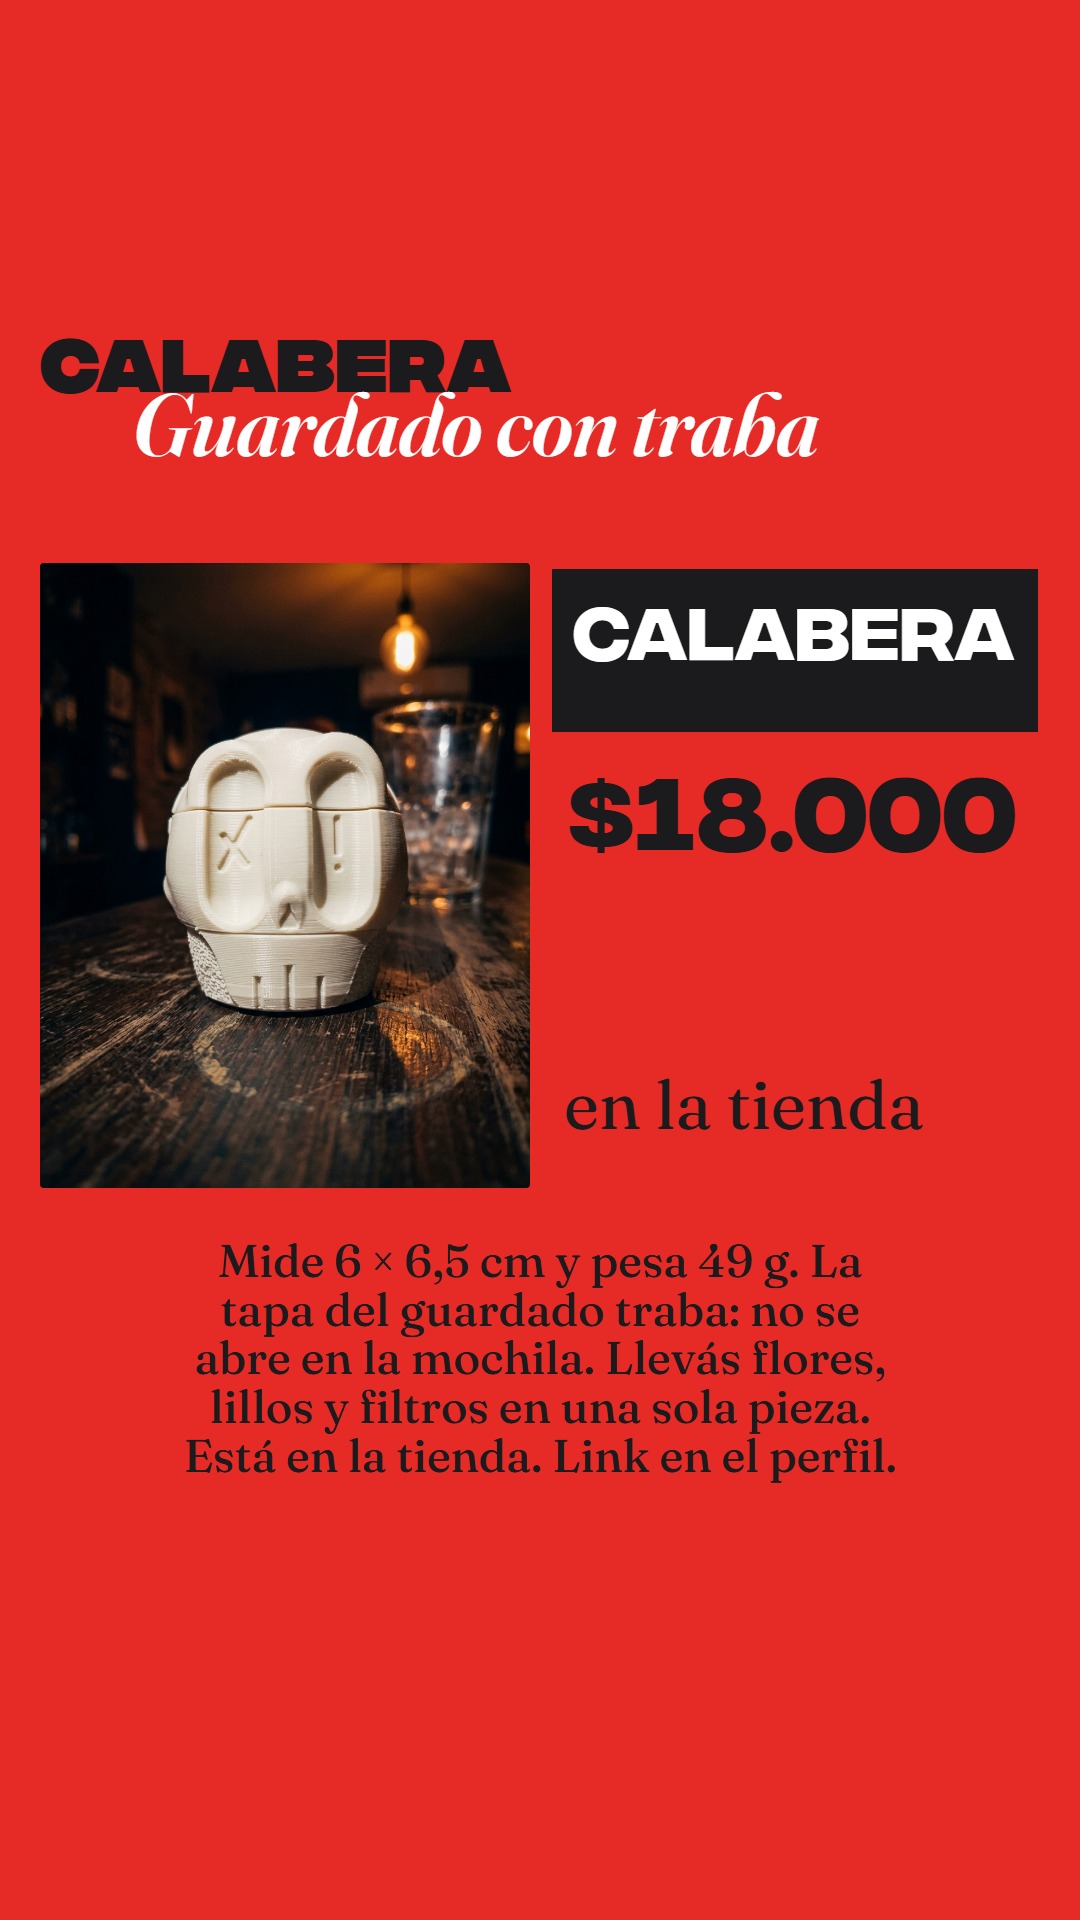 CALABERA
Guardado con traba
CALABERA
$18.000
en la tienda
Mide 6 × 6,5 cm y pesa 49 g. La
tapa del guardado traba: no se
abre en la mochila. Llevás flores,
lillos y filtros en una sola pieza.
Está en la tienda. Link en el perfil.